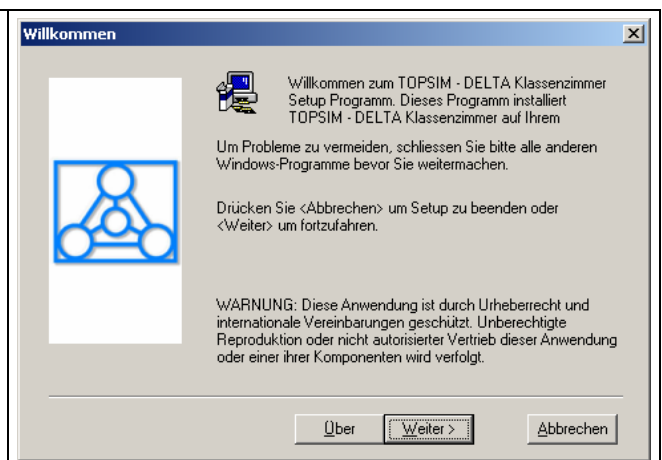 Willkommen
Willkommen zum TOPSIM - DELTA Klassenzimmer
Setup Programm. Dieses Programm installiert
TOPSIM - DELTA Klassenzimmer auf Ihrem
Um Probleme zu vermeiden, schliessen Sie bitte alle anderen
Windows-Programme bevor Sie weitermachen.
Drücken Sie <Abbrechen> um Setup zu beenden oder
<Weiter> um fortzufahren.
WARNUNG: Diese Anwendung ist durch Urheberrecht und
internationale Vereinbarungen geschützt. Unberechtigte
Reproduktion oder nicht autorisierter Vertrieb dieser Anwendung
oder einer ihrer Komponenten wird verfolgt.
Über
Weiter >
Abbrechen